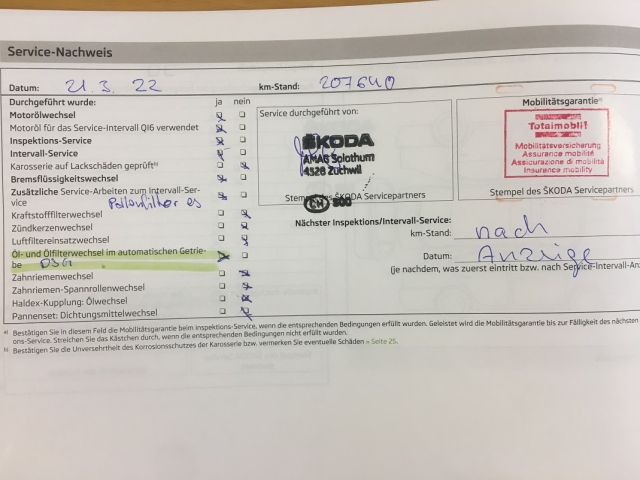 Service-Nachweis
Datum: 21. 3. 22 km-Stand: 207640
Durchgeführt wurde: ja nein
Motorölwechsel
Motoröl für das Service-Intervall QI6 verwendet
Inspektions-Service
Intervall-Service
Karosserie auf Lackschäden geprüft b)
Bremsflüssigkeitswechsel
Zusätzliche Service-Arbeiten zum Intervall-Ser-
vice Pollenfilter
Kraftstofffilterwechsel
Zündkerzenwechsel
Luftfiltereinsatzwechsel
Öl- und Ölfilterwechsel im automatischen Getrie-
be DSG
Zahnriemenwechsel
Zahnriemen-Spannrollenwechsel
Haldex-Kupplung: Ölwechsel
Pannenset: Dichtungsmittelwechsel
Service durchgeführt von:
ŠKODA
AMAG Solothurn
4528 Zuchwil
Stempel des ŠKODA Servicepartners
CH 800
Mobilitätsgarantie a)
Totalmobil!
Mobilitätsversicherung
Assurance mobilité
Assicurazione di mobilità
Insurance mobility
Stempel des ŠKODA Servicepartners
Nächster Inspektions/Intervall-Service:
km-Stand: nach
Datum: Anzeige
(je nachdem, was zuerst eintritt bzw. nach Service-Intervall-Anz
a) Bestätigen Sie in diesem Feld die Mobilitätsgarantie beim Inspektions-Service, wenn die entsprechenden Bedingungen erfüllt wurden. Geleistet wird die Mobilitätsgarantie bis zur Fälligkeit des nächsten
ons-Service. Streichen Sie das Kästchen durch, wenn die entsprechenden Bedingungen nicht erfüllt wurden.
b) Bestätigen Sie die Unversehrtheit des Korrosionsschutzes der Karosserie bzw. vermerken Sie eventuelle Schäden » Seite 25.